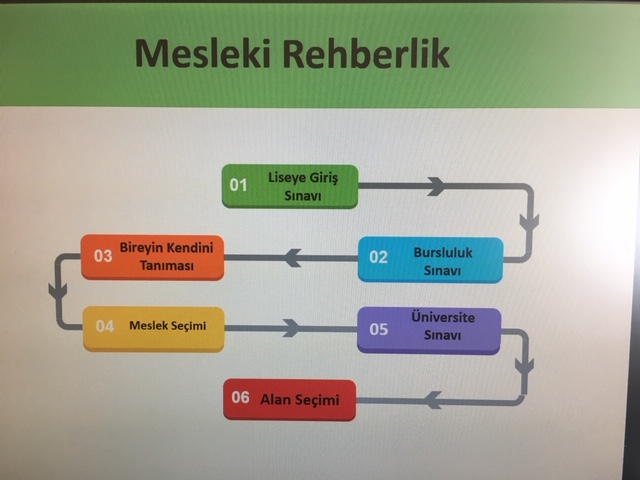 Mesleki Rehberlik
01 Liseye Giriş
Sınavı
02 Bursluluk
Sınavı
03 Bireyin Kendini
Tanıması
04 Meslek Seçimi
05 Üniversite
Sınavı
06 Alan Seçimi